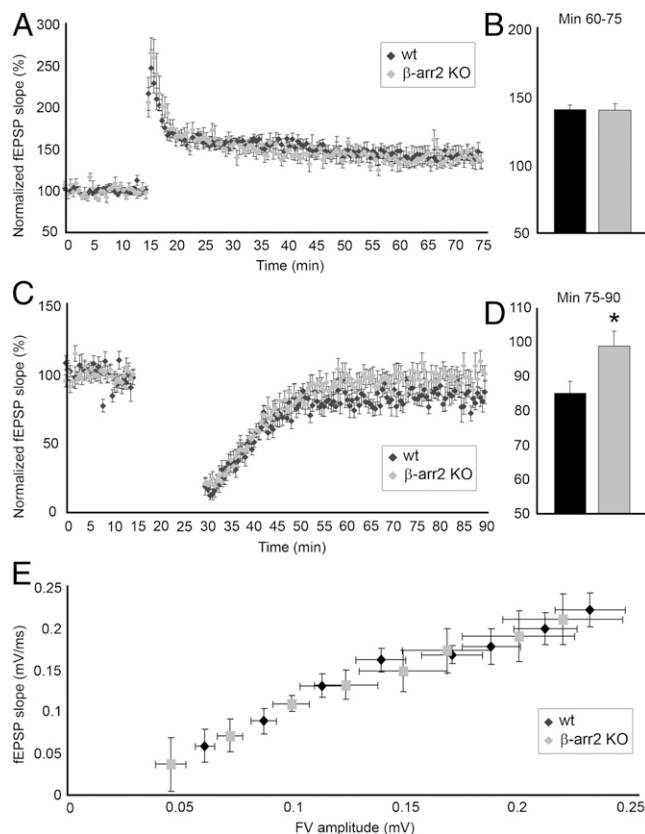 A
Normalized fEPSP slope (%)
300
250
200
150
100
50
0 5 10 15 20 25 30 35 40 45 50 55 60 65 70 75
Time (min)
wt
β-arr2 KO
B
Min 60-75
200
150
100
50
C
Normalized fEPSP slope (%)
150
100
50
0
0 5 10 15 20 25 30 35 40 45 50 55 60 65 70 75 80 85 90
Time (min)
wt
β-arr2 KO
D
Min 75-90
110
100
90
80
70
60
50
*
E
fEPSP slope (mV/ms)
0.25
0.2
0.15
0.10
0.05
0
0 0.05 0.1 0.15 0.2 0.25
FV amplitude (mV)
wt
β-arr2 KO